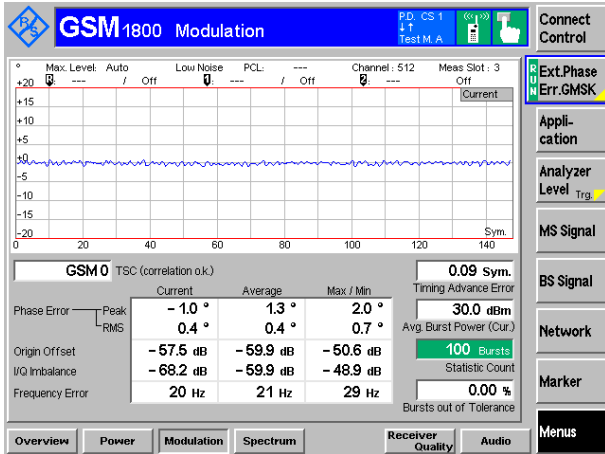 R&S GSM 1800 Modulation P.D. CS 1 Connect
↓↑ Control
Test M. A
° Max. Level: Auto Low Noise PCL: --- Channel : 512 Meas Slot : 3
R: --- / Off 1: --- / Off 2: --- Off
Current
+20
+15
+10
+5
+0
-5
-10
-15
-20
0 20 40 60 80 100 120 140
Sym.
GSM 0 TSC (correlation o.k.) 0.09 Sym.
Current Average Max / Min Timing Advance Error
Phase Error Peak – 1.0 ° 1.3 ° 2.0 ° 30.0 dBm
RMS 0.4 ° 0.4 ° 0.7 ° Avg. Burst Power (Cur.)
Origin Offset – 57.5 dB – 59.9 dB – 50.6 dB 100 Bursts
I/Q Imbalance – 68.2 dB – 59.9 dB – 48.9 dB Statistic Count
Frequency Error 20 Hz 21 Hz 29 Hz 0.00 %
Bursts out of Tolerance
RUN
Ext.Phase
Err.GMSK
Appli-
cation
Analyzer
Level Trg.
MS Signal
BS Signal
Network
Marker
Menus
Overview Power Modulation Spectrum Receiver Quality Audio